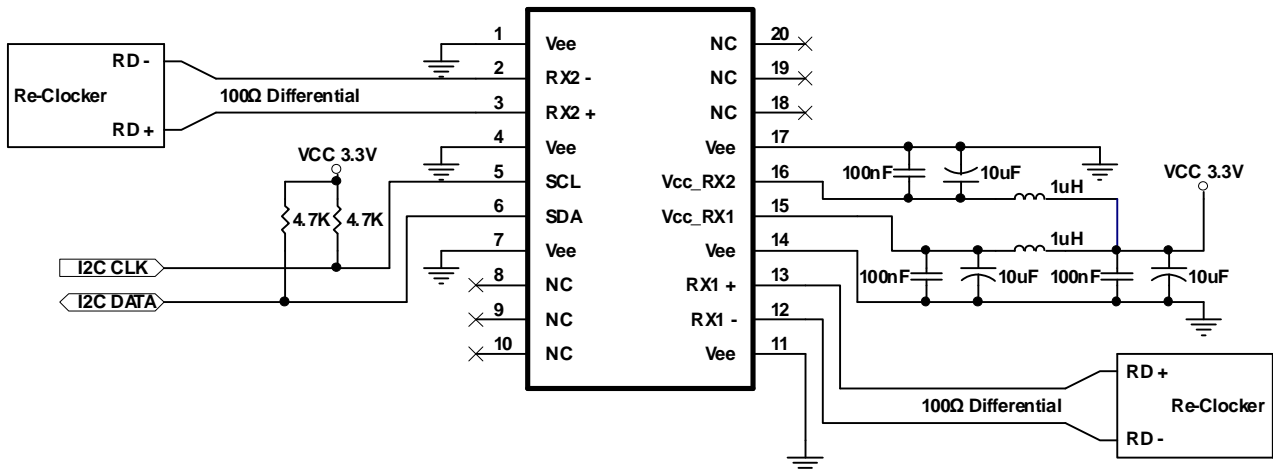 Re-Clocker
RD -
RD +
100Ω Differential
VCC 3.3V
4.7K
4.7K
I2C CLK
I2C DATA
1 Vee
2 RX2 -
3 RX2 +
4 Vee
5 SCL
6 SDA
7 Vee
8 NC
9 NC
10 NC
NC 20
NC 19
NC 18
Vee 17
Vcc_RX2 16
Vcc_RX1 15
Vee 14
RX1 + 13
RX1 - 12
Vee 11
100nF
10uF
1uH
VCC 3.3V
1uH
100nF
10uF
100nF
10uF
100Ω Differential
RD +
Re-Clocker
RD -